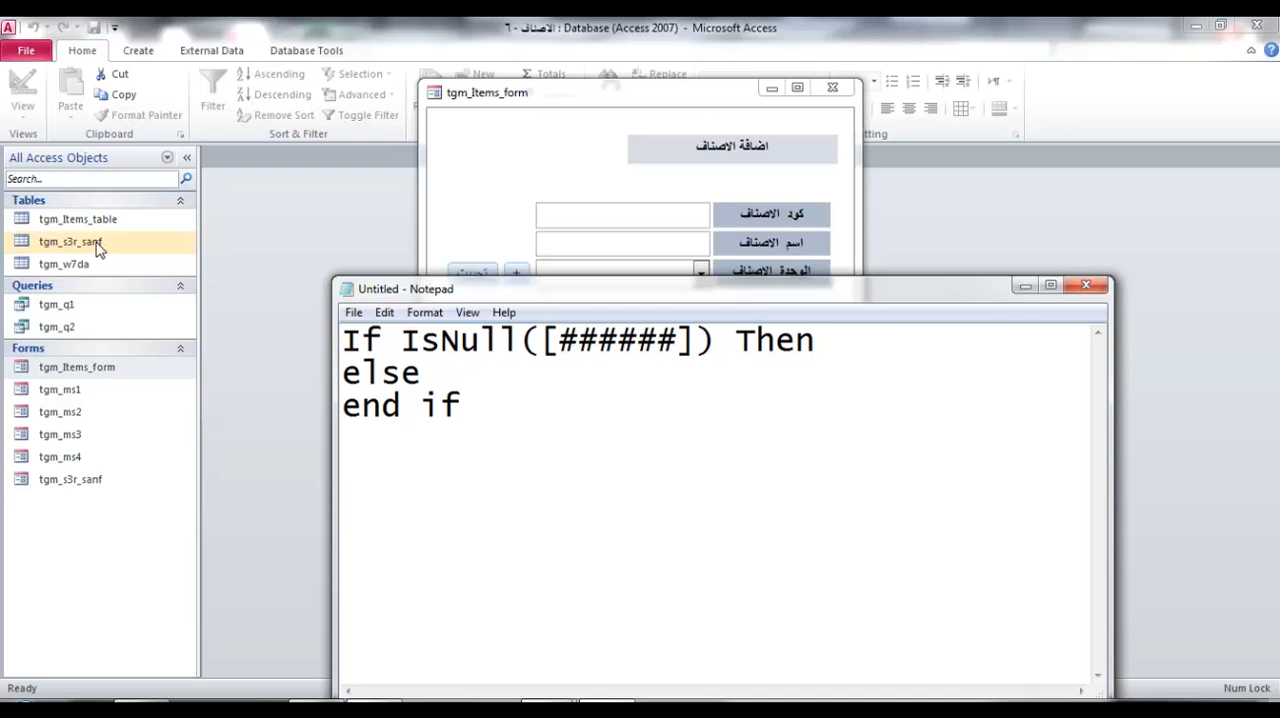 ٦ - الاصناف : Database (Access 2007) - Microsoft Access
File Home Create External Data Database Tools
View
Views
Paste
Cut
Copy
Format Painter
Clipboard
Filter
Ascending
Descending
Remove Sort
Selection
Advanced
Toggle Filter
Sort & Filter
New
Totals
Replace
All Access Objects
Search...
Tables
tgm_Items_table
tgm_s3r_sanf
tgm_w7da
Queries
tgm_q1
tgm_q2
Forms
tgm_Items_form
tgm_ms1
tgm_ms2
tgm_ms3
tgm_ms4
tgm_s3r_sanf
tgm_Items_form
اضافة الاصناف
كود الاصناف
اسم الاصناف
الوحدة الاصناف
+
Untitled - Notepad
File Edit Format View Help
If IsNull([######]) Then
else
end if
Ready
Num Lock